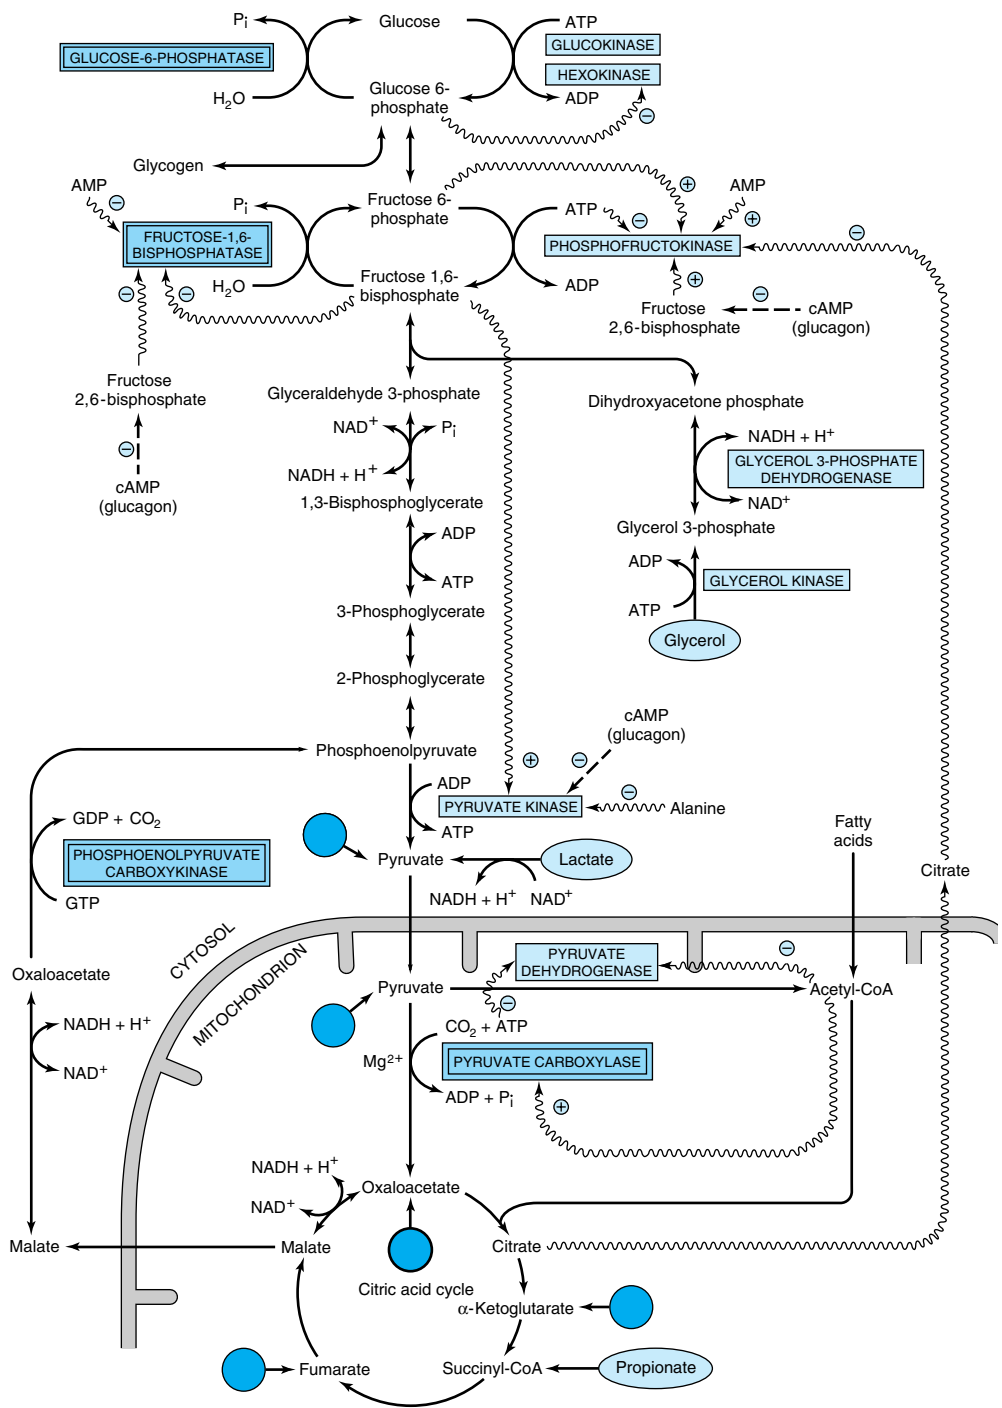 Pi
Glucose
ATP
GLUCOSE-6-PHOSPHATASE
GLUCOKINASE
HEXOKINASE
H2O
Glucose 6-
phosphate
ADP
−
Glycogen
AMP
−
Pi
Fructose 6-
phosphate
+
ATP
−
AMP
+
−
FRUCTOSE-1,6-
BISPHOSPHATASE
PHOSPHOFRUCTOKINASE
−
−
H2O
Fructose 1,6-
bisphosphate
ADP
+
Fructose
2,6-bisphosphate
−
cAMP
(glucagon)
Fructose
2,6-bisphosphate
−
cAMP
(glucagon)
Glyceraldehyde 3-phosphate
Dihydroxyacetone phosphate
NAD+
Pi
NADH + H+
NADH + H+
GLYCEROL 3-PHOSPHATE
DEHYDROGENASE
NAD+
1,3-Bisphosphoglycerate
Glycerol 3-phosphate
ADP
ATP
ADP
GLYCEROL KINASE
ATP
3-Phosphoglycerate
Glycerol
2-Phosphoglycerate
cAMP
(glucagon)
Phosphoenolpyruvate
+
−
ADP
PYRUVATE KINASE
−
Alanine
ATP
GDP + CO2
PHOSPHOENOLPYRUVATE
CARBOXYKINASE
GTP
Pyruvate
Lactate
NADH + H+
NAD+
Fatty
acids
Citrate
CYTOSOL
MITOCHONDRION
Oxaloacetate
PYRUVATE
DEHYDROGENASE
−
Pyruvate
−
Acetyl-CoA
NADH + H+
NAD+
CO2 + ATP
Mg2+
PYRUVATE CARBOXYLASE
ADP + Pi
+
NADH + H+
NAD+
Oxaloacetate
Malate
Malate
Citrate
Citric acid cycle
α-Ketoglutarate
Fumarate
Succinyl-CoA
Propionate